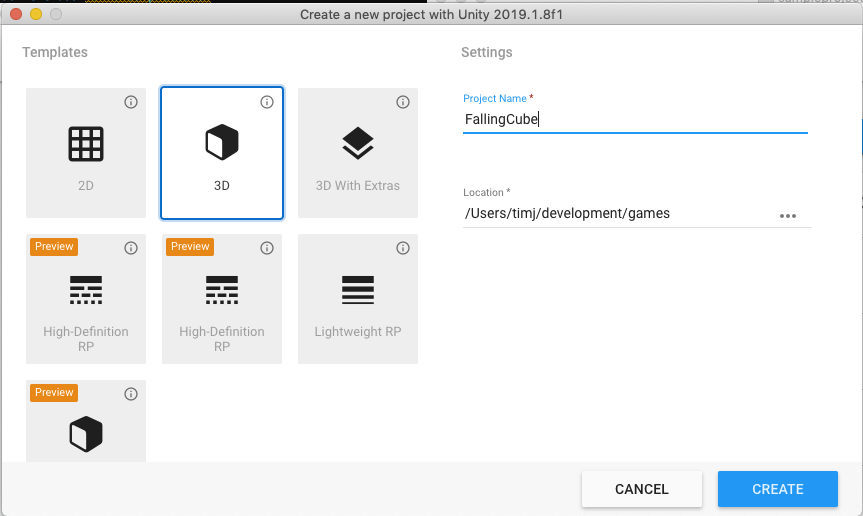 Create a new project with Unity 2019.1.8f1
Templates
Settings
2D
3D
3D With Extras
Project Name *
FallingCube
Location *
/Users/timj/development/games
Preview
Preview
High-Definition
RP
High-Definition
RP
Lightweight RP
Preview
CANCEL
CREATE